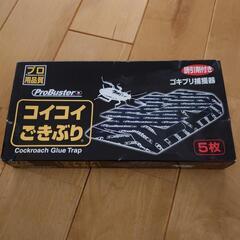 プロ
用品質
ProBuster
誘引剤付き
ゴキブリ捕獲器
コイコイ
ごきぶり
Cockroach Glue Trap
5枚